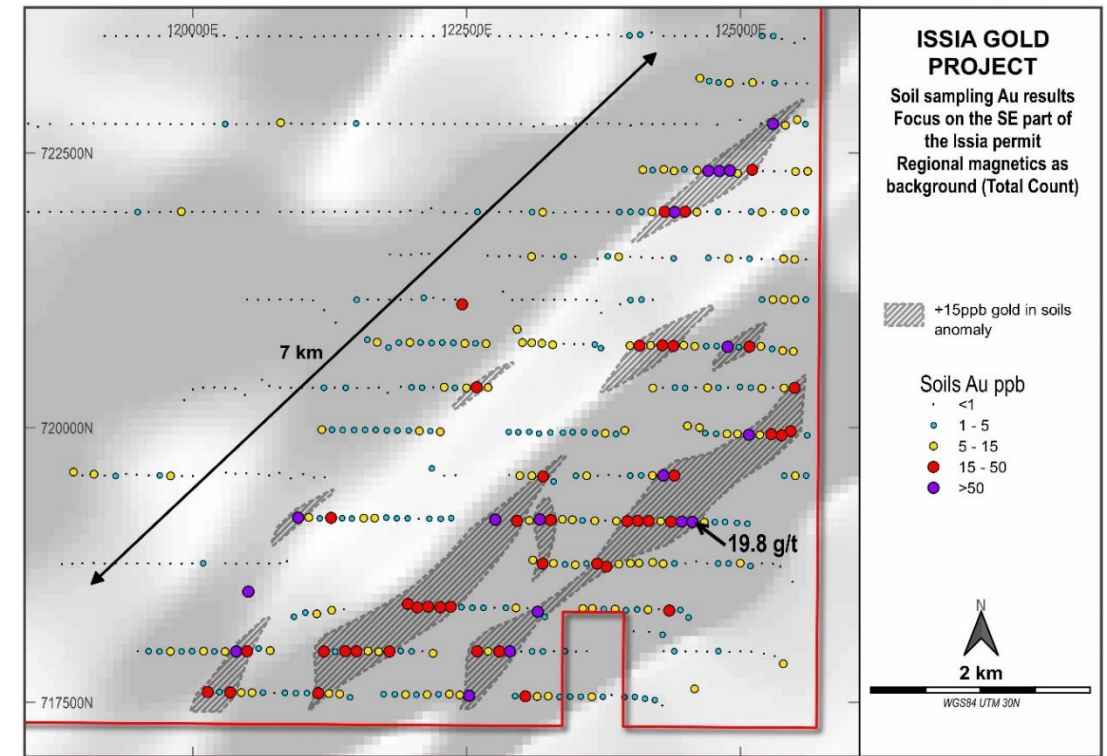 120000E
122500E
125000E
722500N
720000N
717500N
7 km
19.8 g/t
ISSIA GOLD
PROJECT
Soil sampling Au results
Focus on the SE part of
the Issia permit
Regional magnetics as
background (Total Count)
+15ppb gold in soils
anomaly
Soils Au ppb
<1
1 - 5
5 - 15
15 - 50
>50
N
2 km
WGS84 UTM 30N